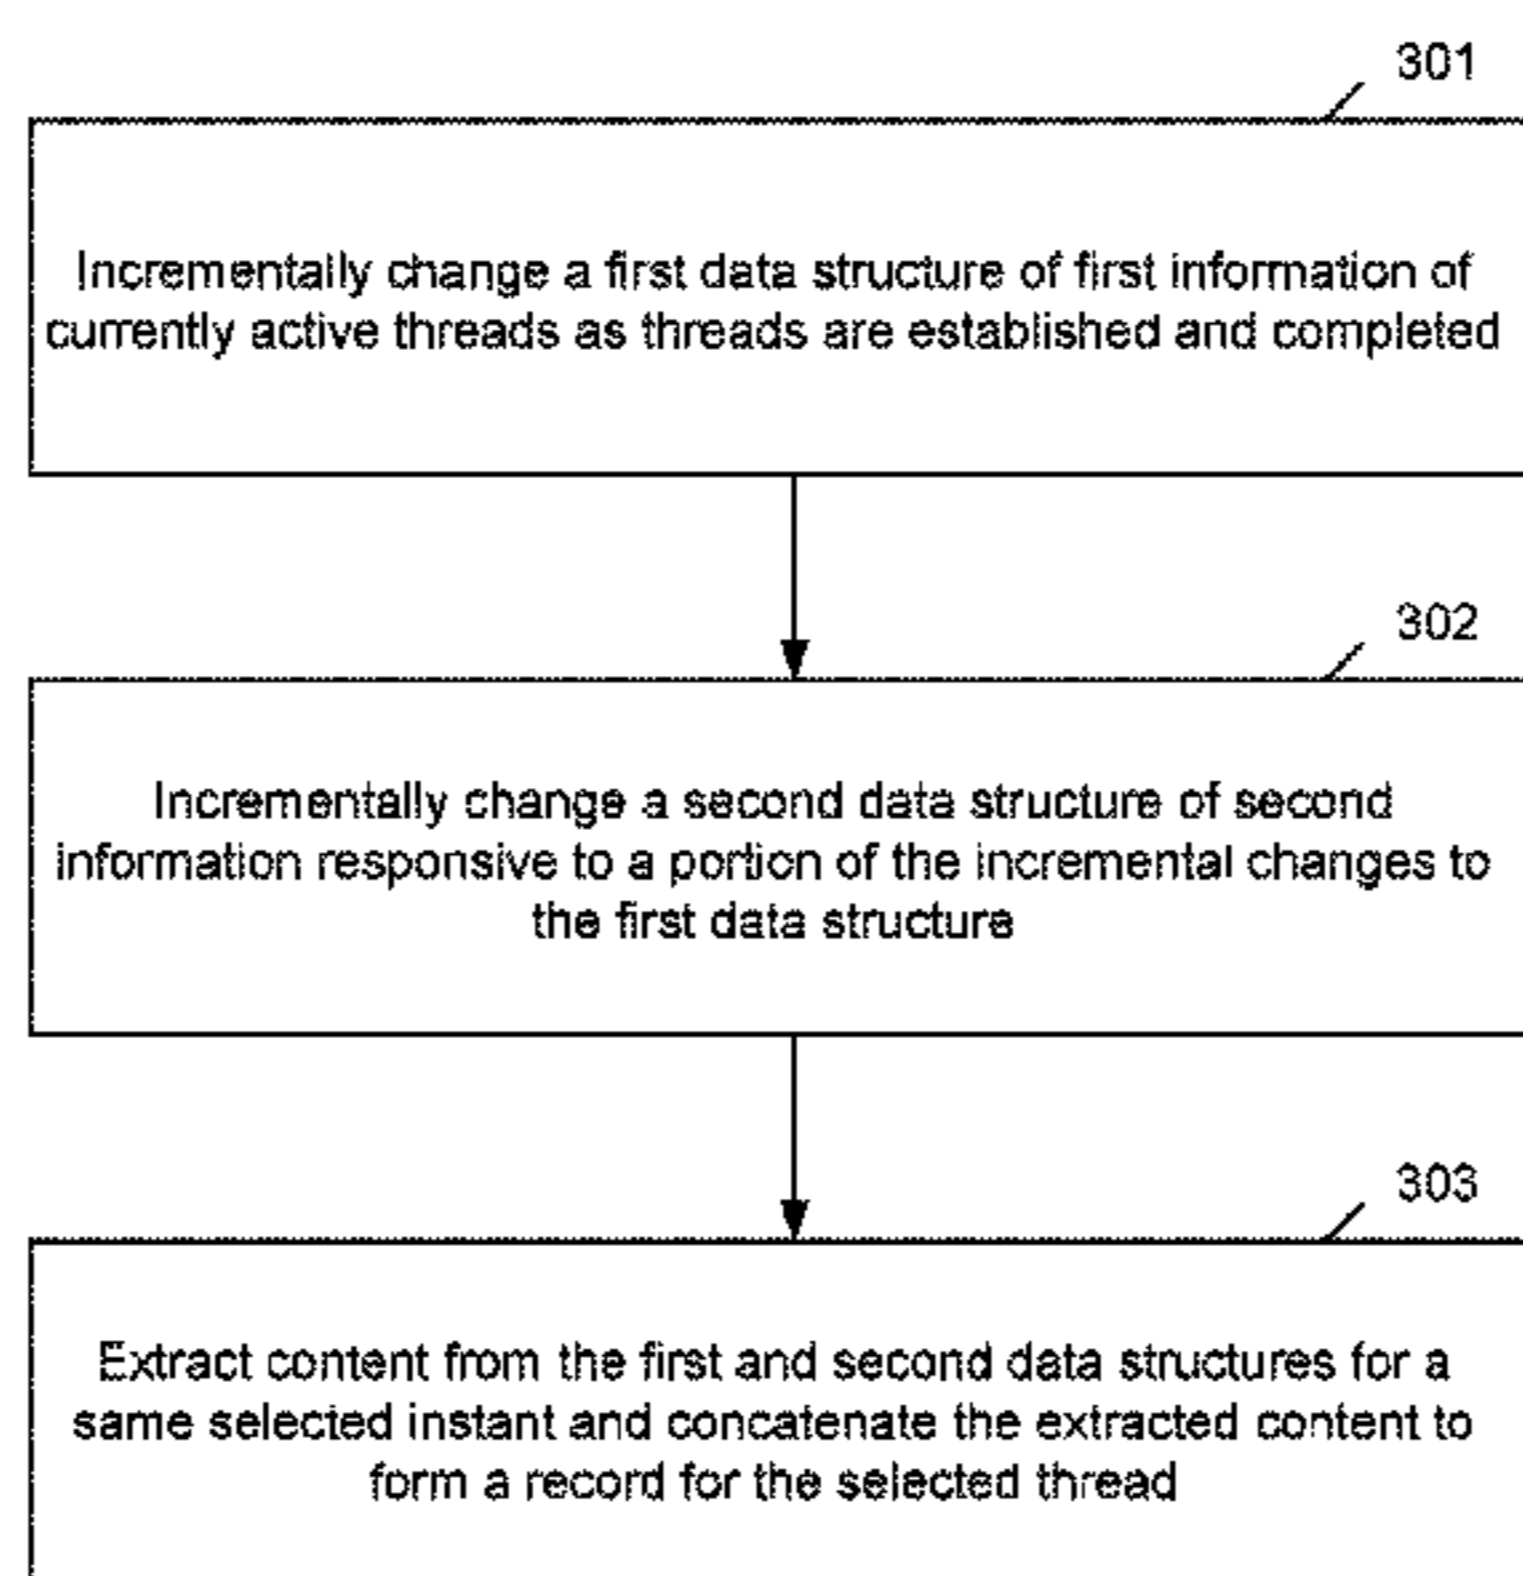 301
Incrementally change a first data structure of first information of
currently active threads as threads are established and completed
302
Incrementally change a second data structure of second
information responsive to a portion of the incremental changes to
the first data structure
303
Extract content from the first and second data structures for a
same selected instant and concatenate the extracted content to
form a record for the selected thread